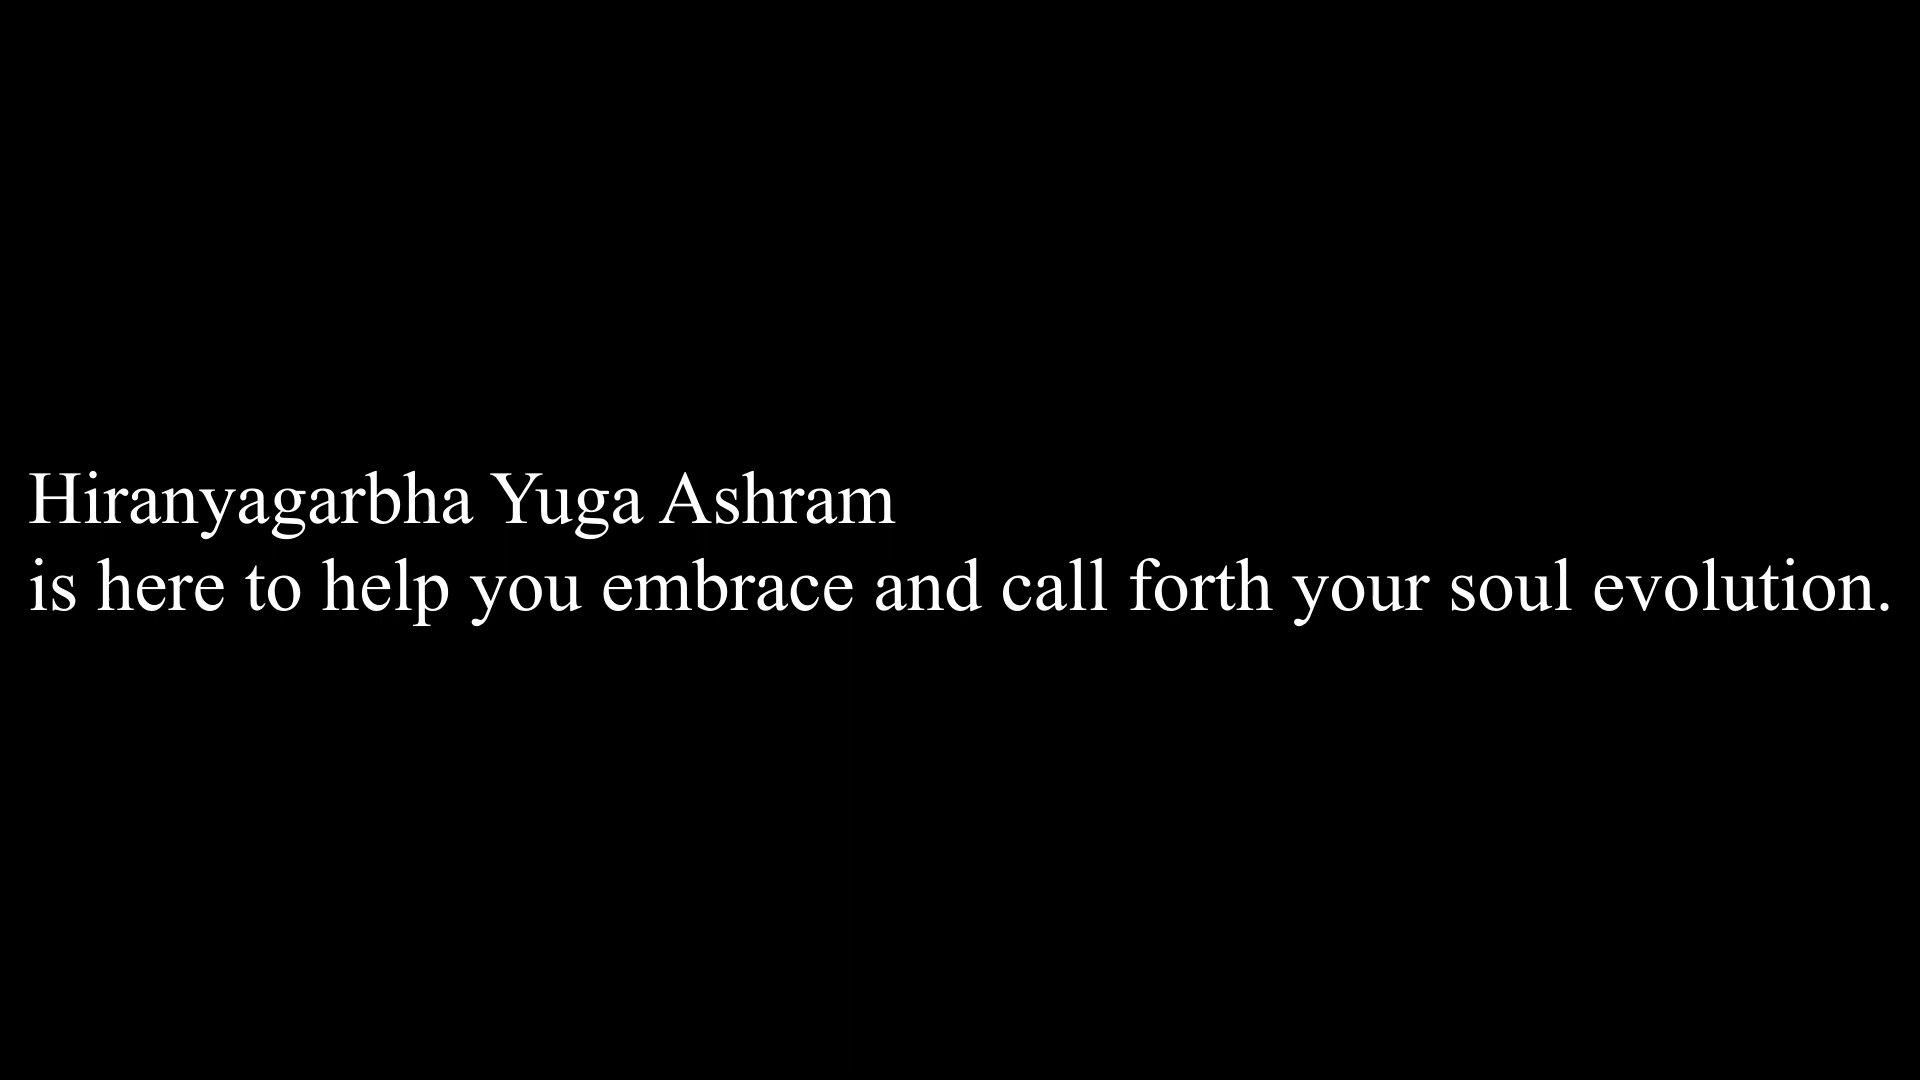 Hiranyagarbha Yuga Ashram
is here to help you embrace and call forth your soul evolution.